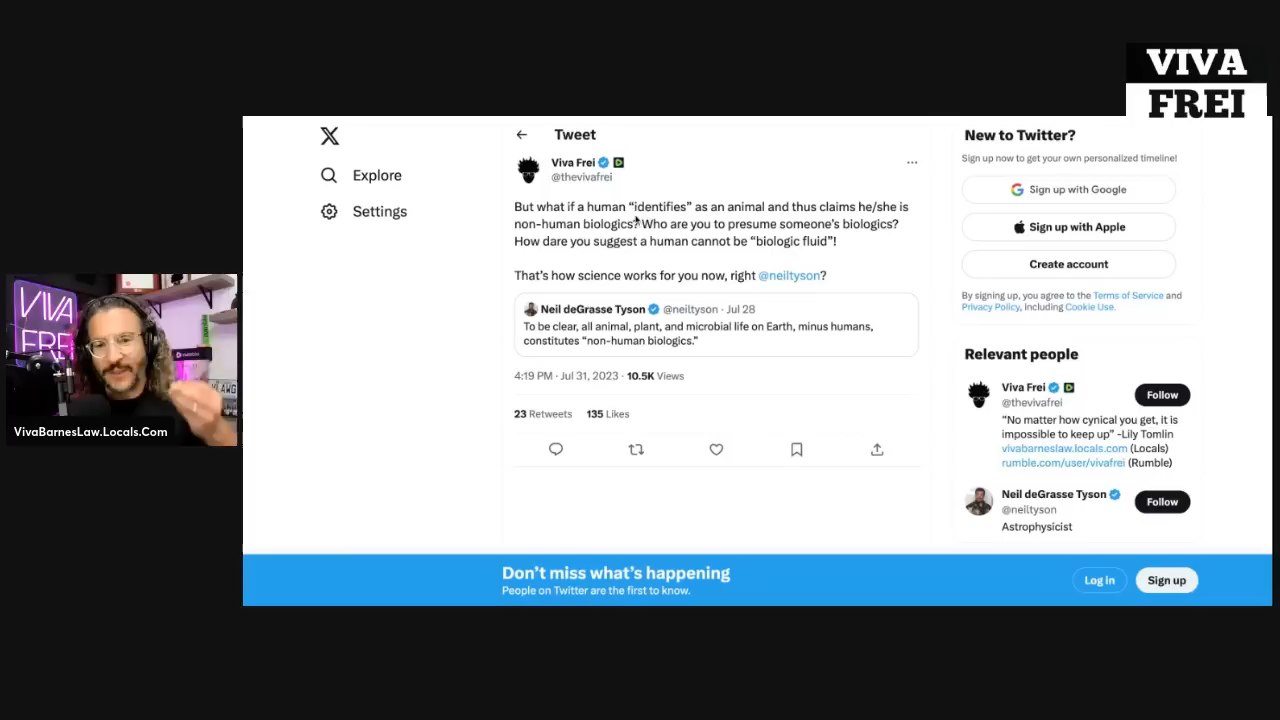 VIVA
FREI
Explore
Settings
Tweet
Viva Frei
@thevivafrei
But what if a human “identifies” as an animal and thus claims he/she is
non-human biologics? Who are you to presume someone’s biologics?
How dare you suggest a human cannot be “biologic fluid”!
That’s how science works for you now, right @neiltyson?
Neil deGrasse Tyson @neiltyson · Jul 28
To be clear, all animal, plant, and microbial life on Earth, minus humans,
constitutes “non-human biologics.”
4:19 PM · Jul 31, 2023 · 10.5K Views
23 Retweets 135 Likes
New to Twitter?
Sign up now to get your own personalized timeline!
Sign up with Google
Sign up with Apple
Create account
By signing up, you agree to the Terms of Service and
Privacy Policy, including Cookie Use.
Relevant people
Viva Frei
@thevivafrei
Follow
“No matter how cynical you get, it is
impossible to keep up” -Lily Tomlin
vivabarneslaw.locals.com (Locals)
rumble.com/user/vivafrei (Rumble)
Neil deGrasse Tyson
@neiltyson
Follow
Astrophysicist
VIVA
FREI
VivaBarnesLaw.Locals.Com
Don’t miss what’s happening
People on Twitter are the first to know.
Log in
Sign up